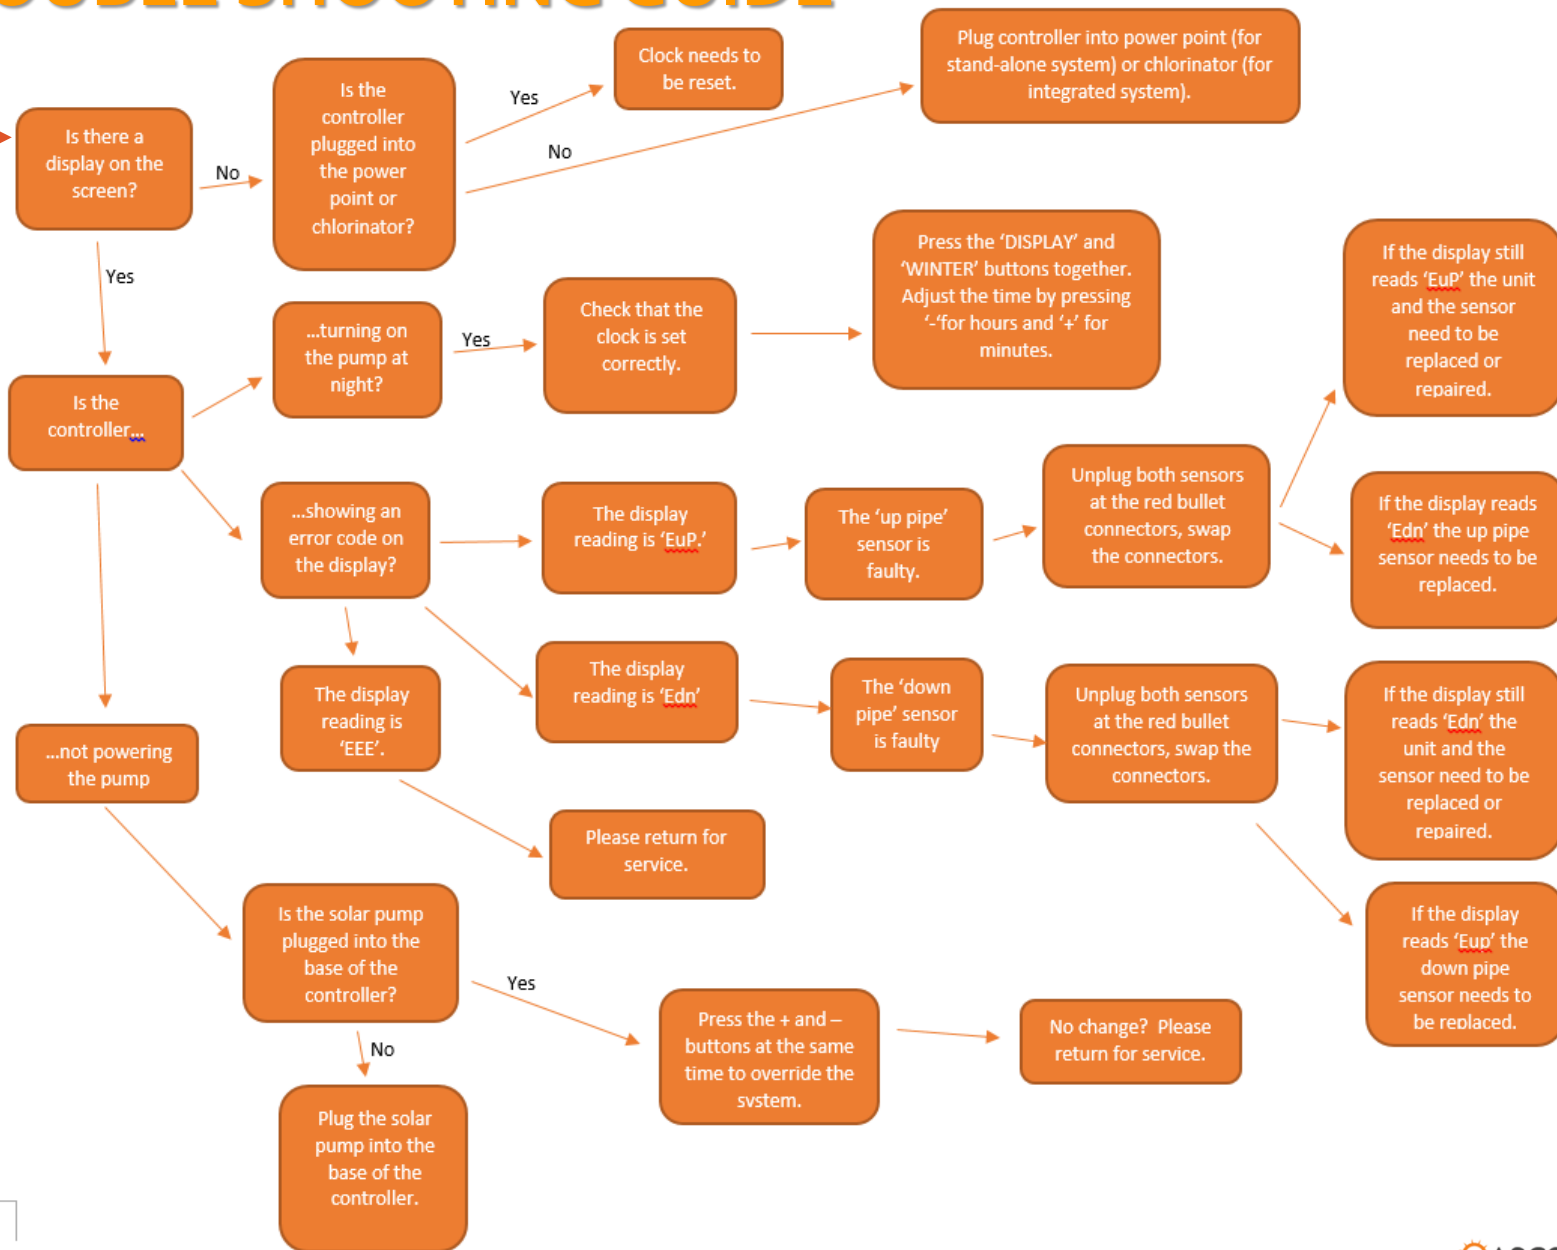 TROUBLE SHOOTING GUIDE
Is there a
display on the
screen?
No
Yes
Is the
controller
plugged into
the power
point or
chlorinator?
Yes
No
Clock needs to
be reset.
Plug controller into power point (for
stand-alone system) or chlorinator (for
integrated system).
Is the
controller...
...turning on
the pump at
night?
Yes
Check that the
clock is set
correctly.
Press the ‘DISPLAY’ and
‘WINTER’ buttons together.
Adjust the time by pressing
‘-‘for hours and ‘+’ for
minutes.
...showing an
error code on
the display?
The display
reading is ‘EuP.’
The ‘up pipe’
sensor is
faulty.
Unplug both sensors
at the red bullet
connectors, swap
the connectors.
If the display still
reads ‘EuP’ the unit
and the sensor
need to be
replaced or
repaired.
If the display reads
‘Edn’ the up pipe
sensor needs to be
replaced.
The display
reading is ‘Edn’
The ‘down
pipe’ sensor
is faulty
Unplug both sensors
at the red bullet
connectors, swap the
connectors.
If the display still
reads ‘Edn’ the
unit and the
sensor need to be
replaced or
repaired.
If the display
reads ‘Eup’ the
down pipe
sensor needs to
be replaced.
The display
reading is
‘EEE’.
Please return for
service.
...not powering
the pump
Is the solar pump
plugged into the
base of the
controller?
Yes
No
Press the + and –
buttons at the same
time to override the
system.
No change?  Please
return for service.
Plug the solar
pump into the
base of the
controller.